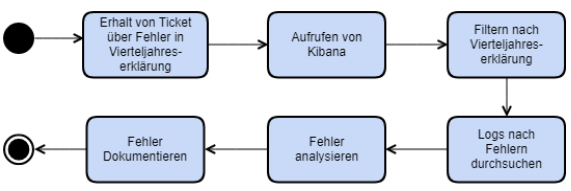 Erhalt von Ticket
über Fehler in
Vierteljahres-
erklärung
Aufrufen von
Kibana
Filtern nach
Vierteljahres-
erklärung
Logs nach
Fehlern
durchsuchen
Fehler
analysieren
Fehler
Dokumentieren